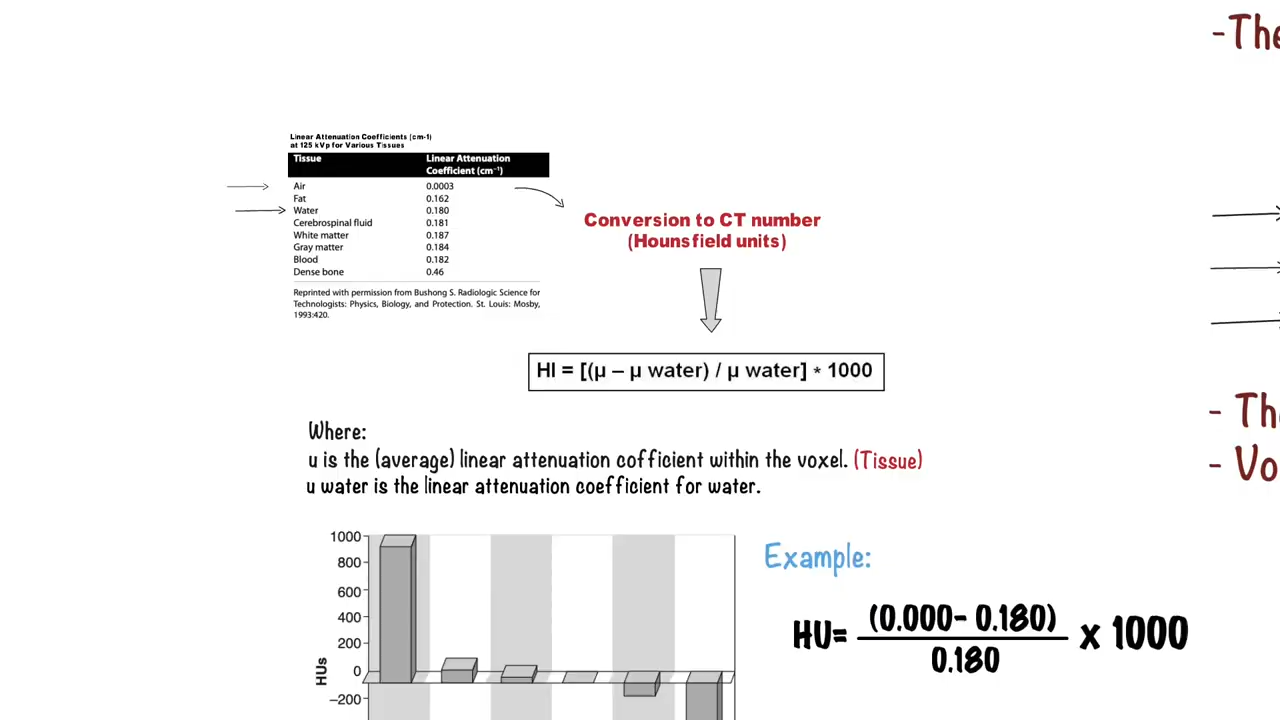 -The
Linear Attenuation Coefficients (cm-1)
at 125 kVp for Various Tissues
Tissue Linear Attenuation
Coefficient (cm⁻¹)
Air 0.0003
Fat 0.162
Water 0.180
Cerebrospinal fluid 0.181
White matter 0.187
Gray matter 0.184
Blood 0.182
Dense bone 0.46
Reprinted with permission from Bushong S. Radiologic Science for
Technologists: Physics, Biology, and Protection. St. Louis: Mosby,
1993:420.
Conversion to CT number
(Hounsfield units)
HI = [(μ – μ water) / μ water] * 1000
Where:
u is the (average) linear attenuation cofficient within the voxel. (Tissue)
u water is the linear attenuation coefficient for water.
- Th
- Vo
1000
800
600
400
200
0
–200
HUs
Example:
HU= (0.000- 0.180) x 1000
0.180